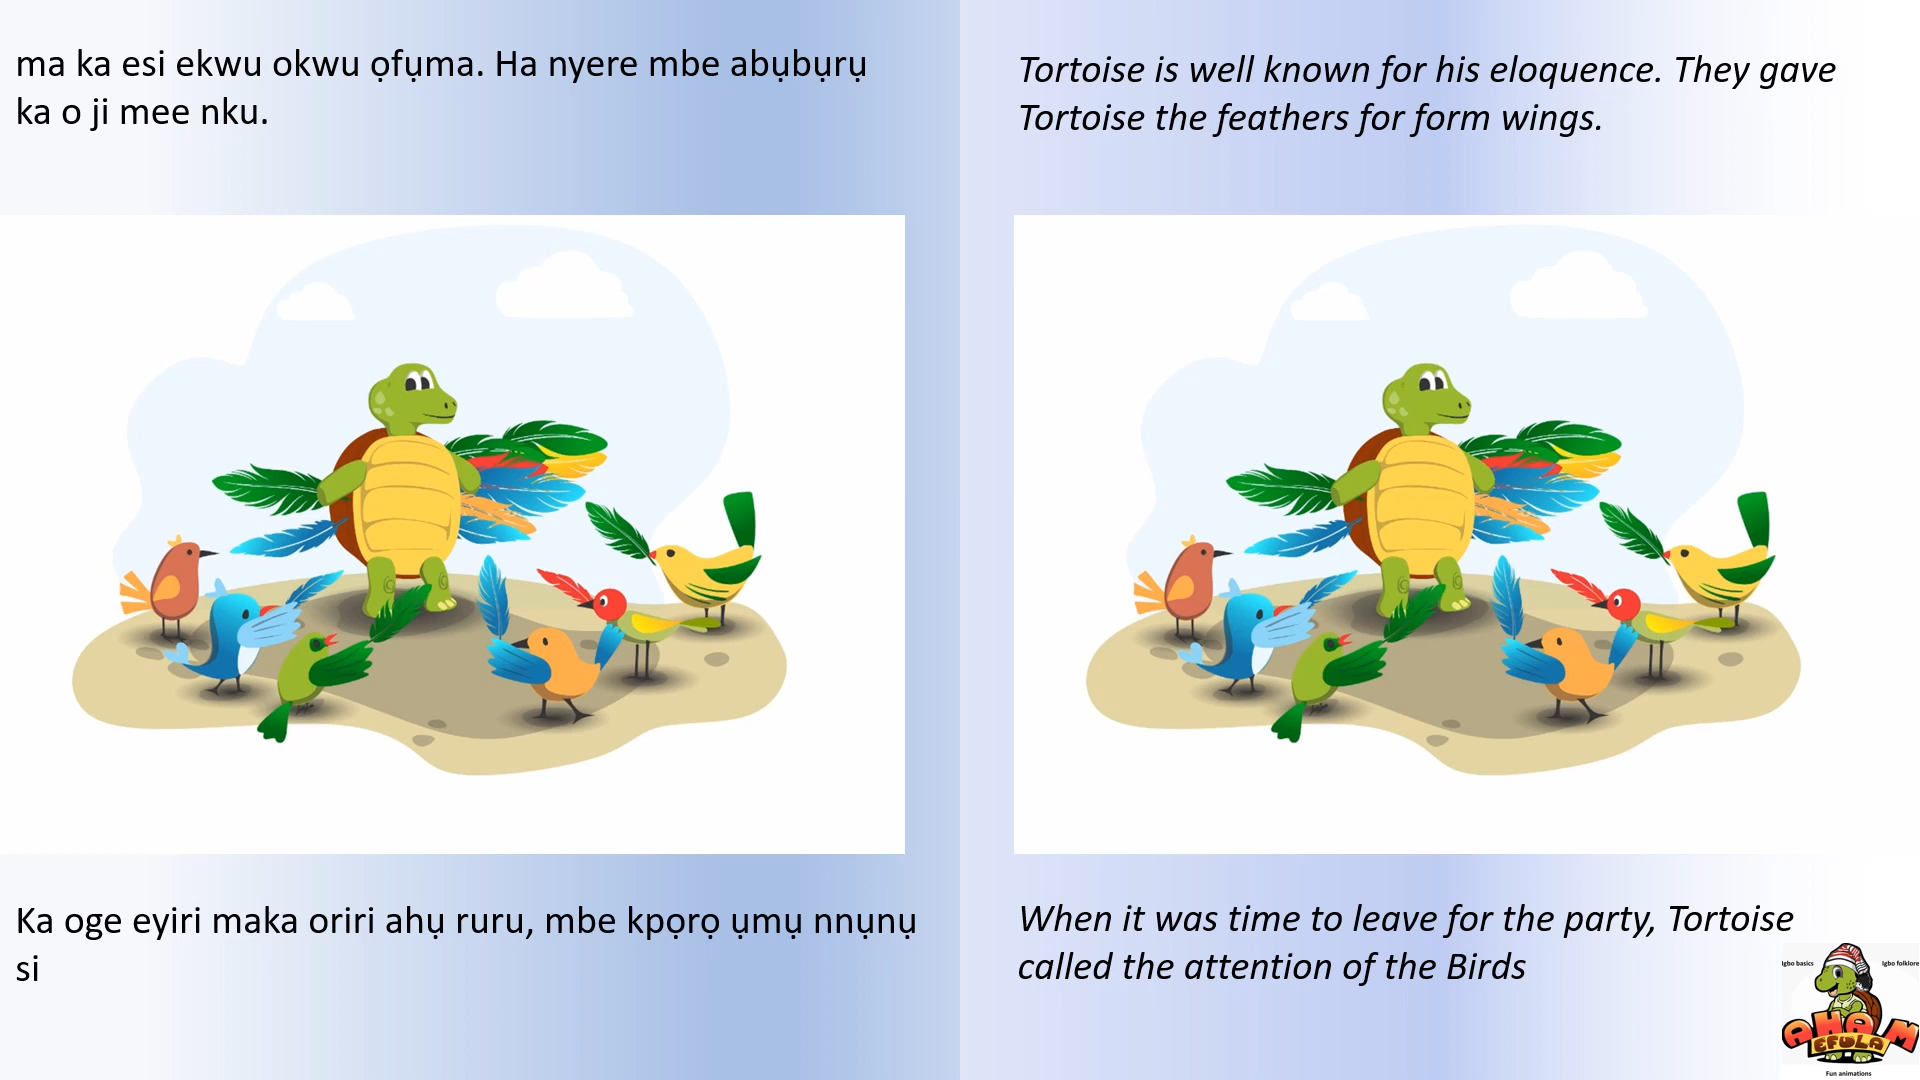 ma ka esi ekwu okwu ọfụma. Ha nyere mbe abụbụrụ
ka o ji mee nku.
Ka oge eyiri maka oriri ahụ ruru, mbe kpọrọ ụmụ nnụnụ
si
Tortoise is well known for his eloquence. They gave
Tortoise the feathers for form wings.
When it was time to leave for the party, Tortoise
called the attention of the Birds
Igbo basics
Igbo folklore
AHAM
EFULA
Fun animations